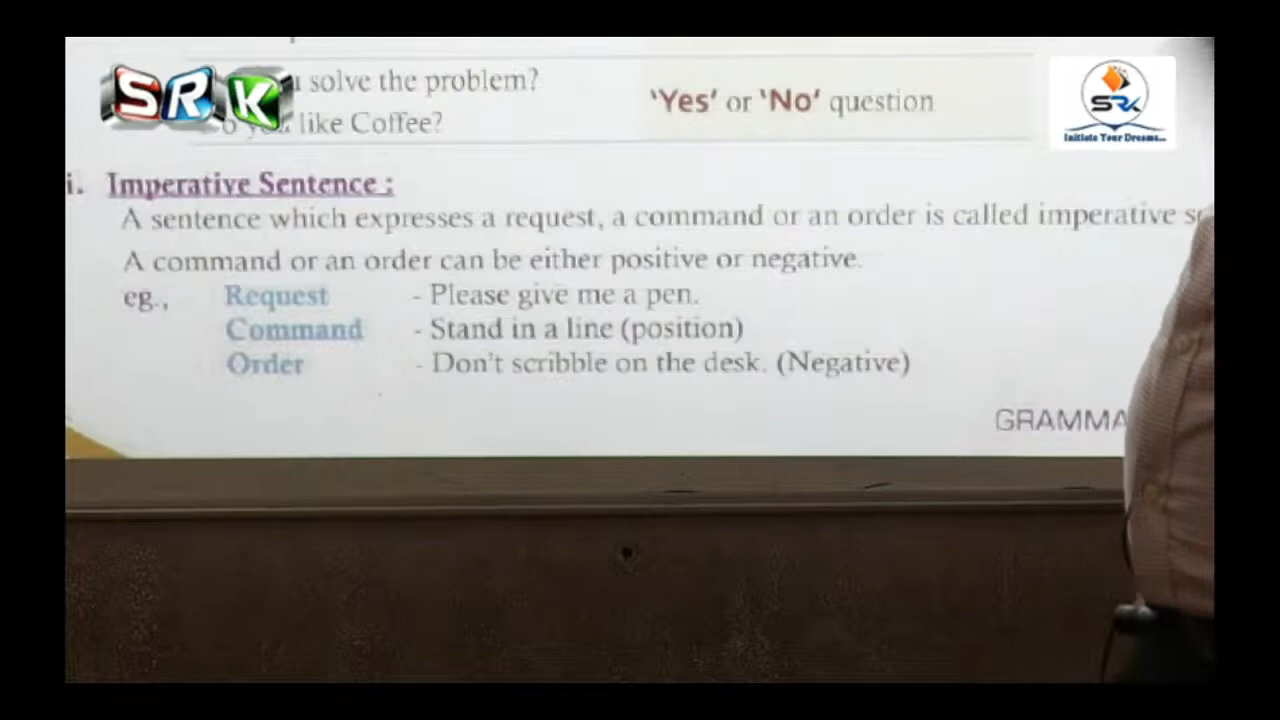 SRK
solve the problem?
'Yes' or 'No' question
like Coffee?
SRK
Initiate Your Dreams...
i. Imperative Sentence :
A sentence which expresses a request, a command or an order is called imperative
A command or an order can be either positive or negative.
eg., Request - Please give me a pen.
Command - Stand in a line (position)
Order - Don't scribble on the desk. (Negative)
GRAMMA